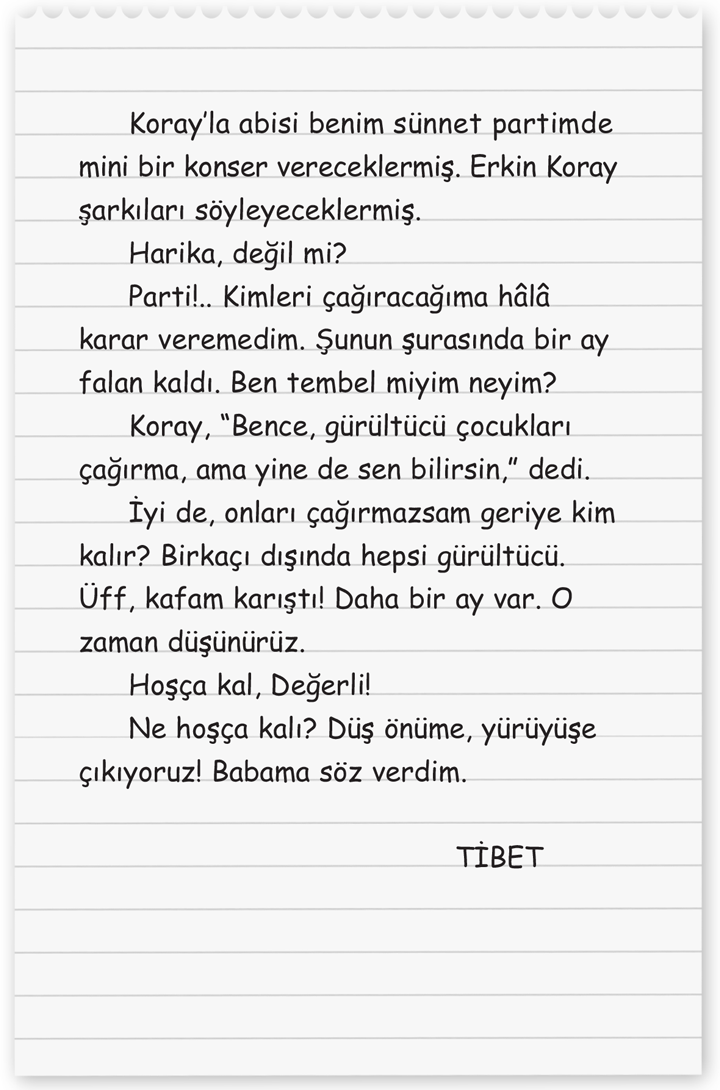 Koray’la abisi benim sünnet partimde
mini bir konser vereceklermiş. Erkin Koray
şarkıları söyleyeceklermiş.
Harika, değil mi?
Parti!.. Kimleri çağıracağıma hâlâ
karar veremedim. Şunun şurasında bir ay
falan kaldı. Ben tembel miyim neyim?
Koray, “Bence, gürültücü çocukları
çağırma, ama yine de sen bilirsin,” dedi.
İyi de, onları çağırmazsam geriye kim
kalır? Birkaçı dışında hepsi gürültücü.
Üff, kafam karıştı! Daha bir ay var. O
zaman düşünürüz.
Hoşça kal, Değerli!
Ne hoşça kalı? Düş önüme, yürüyüşe
çıkıyoruz! Babama söz verdim.
TİBET